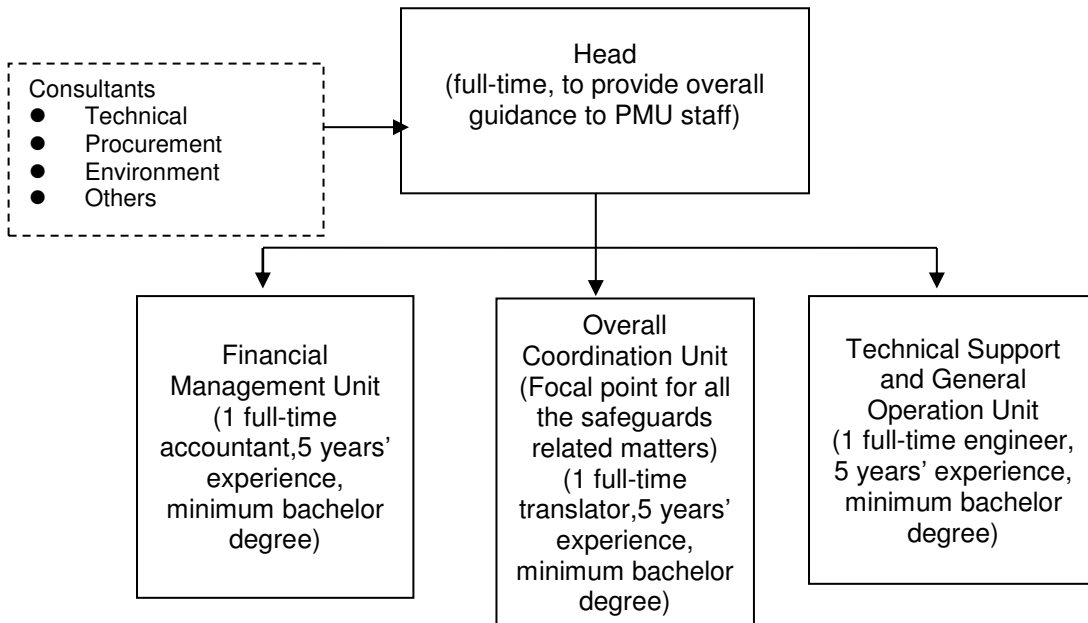 Consultants
● Technical
● Procurement
● Environment
● Others
Head
(full-time, to provide overall
guidance to PMU staff)
Financial
Management Unit
(1 full-time
accountant,5 years’
experience,
minimum bachelor
degree)
Overall
Coordination Unit
(Focal point for all
the safeguards
related matters)
(1 full-time
translator,5 years’
experience,
minimum bachelor
degree)
Technical Support
and General
Operation Unit
(1 full-time engineer,
5 years’ experience,
minimum bachelor
degree)